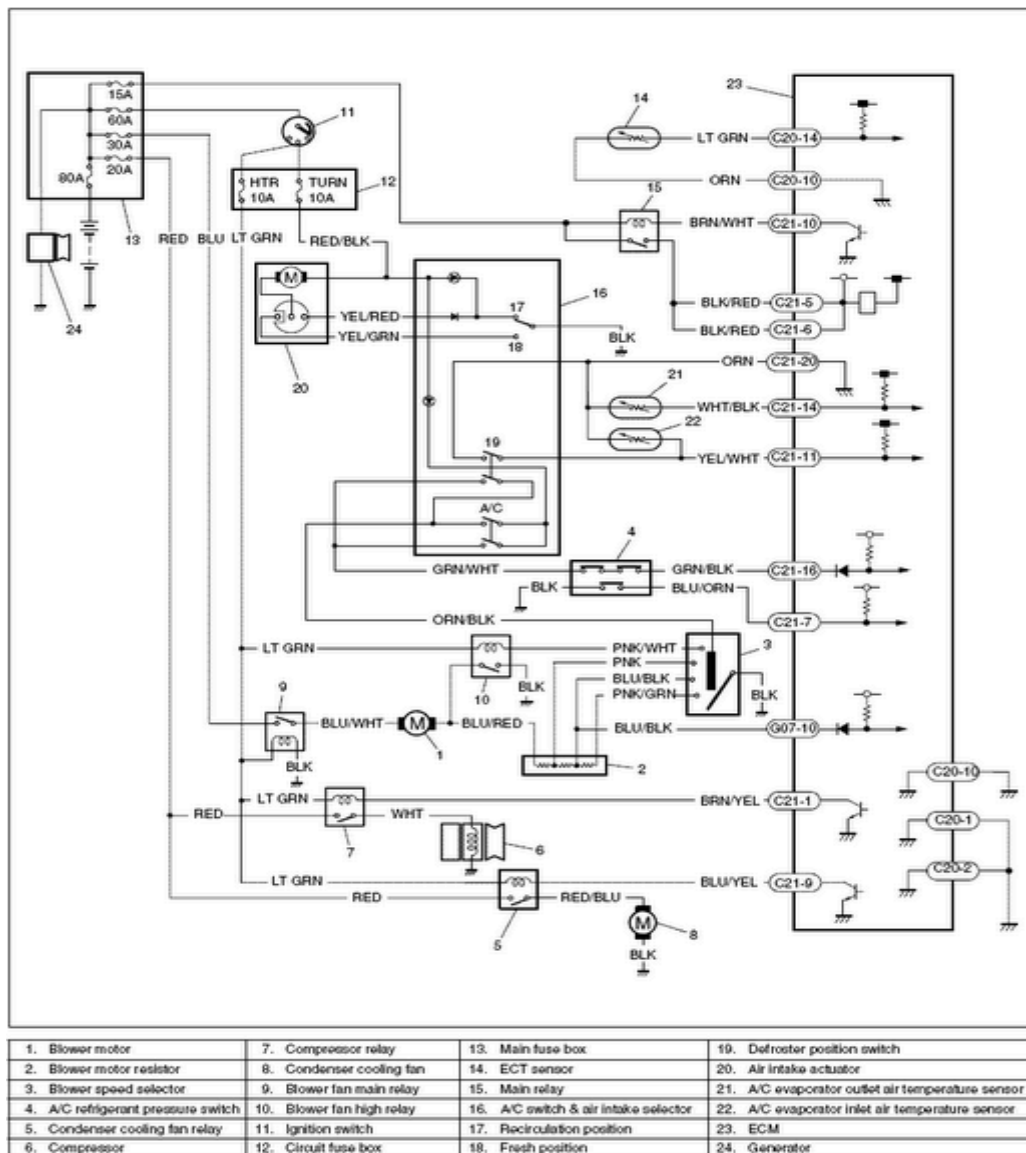 23
14
15A
11
LT GRN
C20-14
60A
30A
20A
80A
HTR
10A
TURN
10A
12
15
ORN
C20-10
BRN/WHT
C21-10
13
RED
BLU
LT GRN
RED/BLK
16
M
24
YEL/RED
17
BLK/RED
C21-5
YEL/GRN
18
BLK
BLK/RED
C21-6
20
ORN
C21-20
21
WHT/BLK
C21-14
22
19
YEL/WHT
C21-11
A/C
4
GRN/WHT
GRN/BLK
C21-16
BLK
BLU/ORN
C21-7
ORN/BLK
LT GRN
PNK/WHT
3
PNK
BLU/BLK
PNK/GRN
BLK
10
BLK
9
BLU/WHT
M
BLU/RED
BLU/BLK
G07-10
1
2
BLK
C20-10
LT GRN
BRN/YEL
C21-1
RED
WHT
C20-1
7
6
LT GRN
BLU/YEL
C21-9
C20-2
RED
RED/BLU
5
M
8
BLK
1. Blower motor
7. Compressor relay
13. Main fuse box
19. Defroster position switch
2. Blower motor resistor
8. Condenser cooling fan
14. ECT sensor
20. Air intake actuator
3. Blower speed selector
9. Blower fan main relay
15. Main relay
21. A/C evaporator outlet air temperature sensor
4. A/C refrigerant pressure switch
10. Blower fan high relay
16. A/C switch & air intake selector
22. A/C evaporator inlet air temperature sensor
5. Condenser cooling fan relay
11. Ignition switch
17. Recirculation position
23. ECM
6. Compressor
12. Circuit fuse box
18. Fresh position
24. Generator